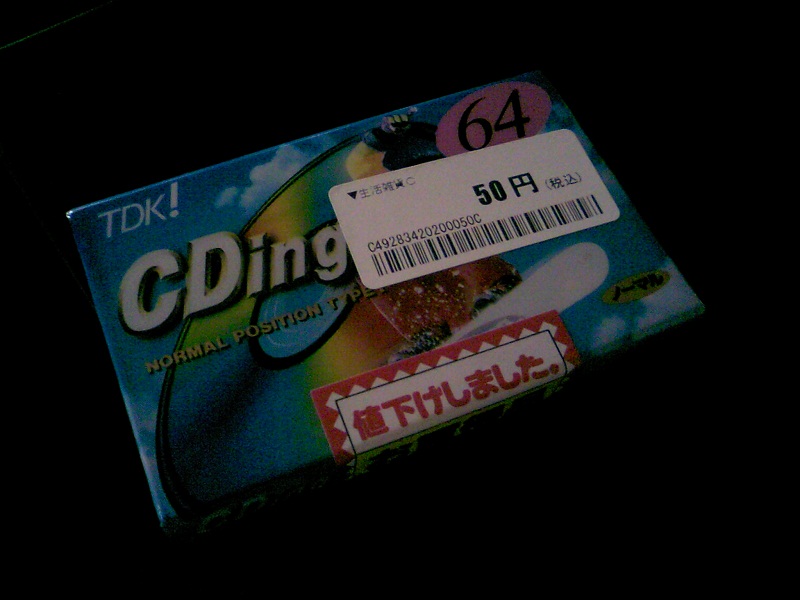 64
▼生活雑貨C
50円(税込)
C49283420200050C
TDK!
CDing
NORMAL POSITION TYPE I
ノーマル
値下げしました。